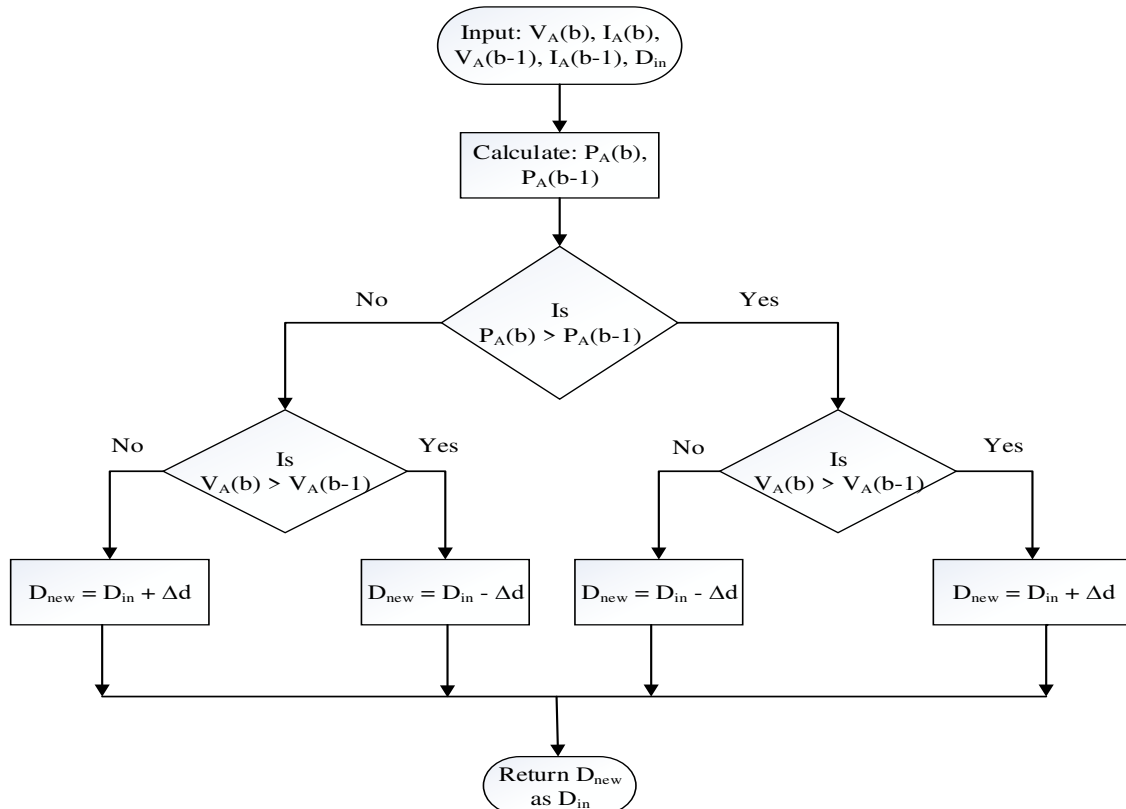 Input: V_A(b), I_A(b),
V_A(b-1), I_A(b-1), D_in
Calculate: P_A(b),
P_A(b-1)
No
Yes
Is
P_A(b) > P_A(b-1)
No
Yes
No
Yes
Is
V_A(b) > V_A(b-1)
Is
V_A(b) > V_A(b-1)
D_new = D_in + Δd
D_new = D_in - Δd
D_new = D_in - Δd
D_new = D_in + Δd
Return D_new
as D_in